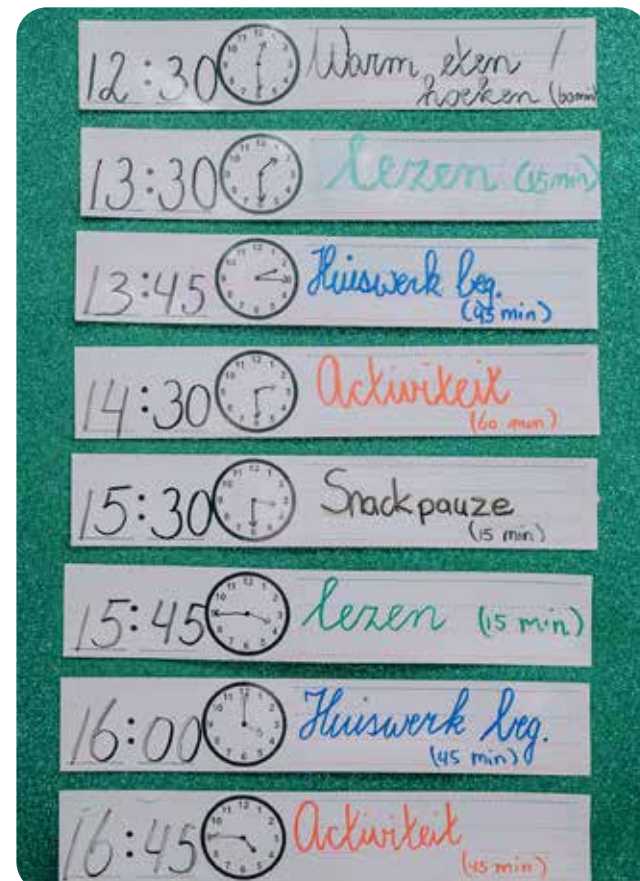 12:30 Warm eten /
hoeken (60min)
13:30 lezen (15min)
13:45 Huiswerk beg.
(45 min)
14:30 Activiteit
(60 min)
15:30 Snackpauze
(15 min)
15:45 lezen (15 min)
16:00 Huiswerk beg.
(45 min)
16:45 Activiteit
(45 min)